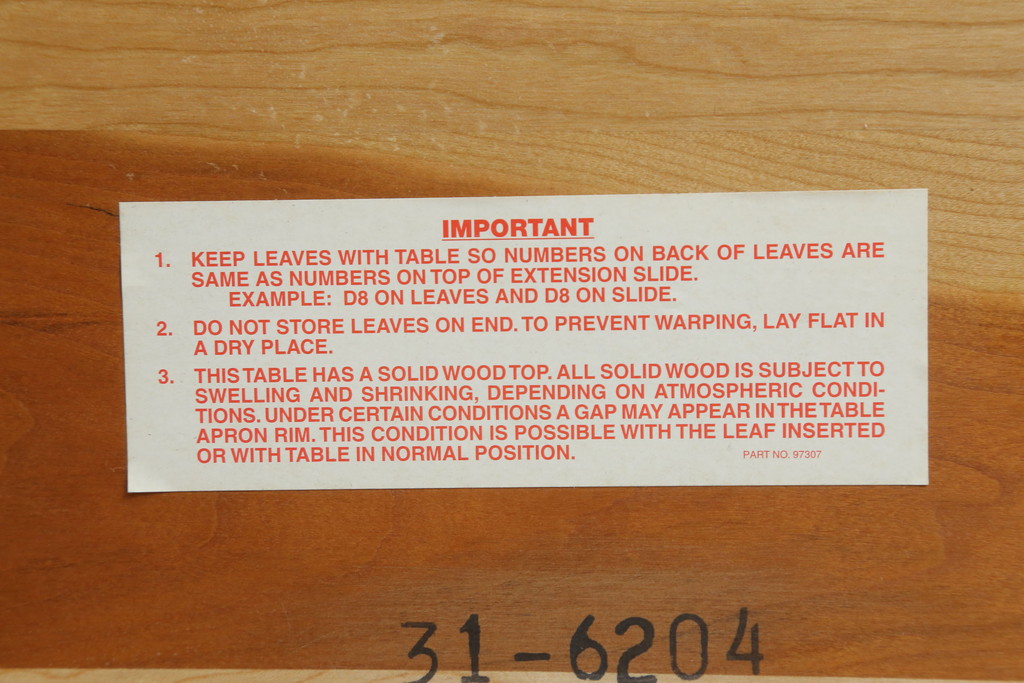 IMPORTANT
1. KEEP LEAVES WITH TABLE SO NUMBERS ON BACK OF LEAVES ARE
SAME AS NUMBERS ON TOP OF EXTENSION SLIDE.
EXAMPLE: D8 ON LEAVES AND D8 ON SLIDE.
2. DO NOT STORE LEAVES ON END. TO PREVENT WARPING, LAY FLAT IN
A DRY PLACE.
3. THIS TABLE HAS A SOLID WOOD TOP. ALL SOLID WOOD IS SUBJECT TO
SWELLING AND SHRINKING, DEPENDING ON ATMOSPHERIC CONDI-
TIONS. UNDER CERTAIN CONDITIONS A GAP MAY APPEAR IN THE TABLE
APRON RIM. THIS CONDITION IS POSSIBLE WITH THE LEAF INSERTED
OR WITH TABLE IN NORMAL POSITION.
PART NO. 97307
31-6204